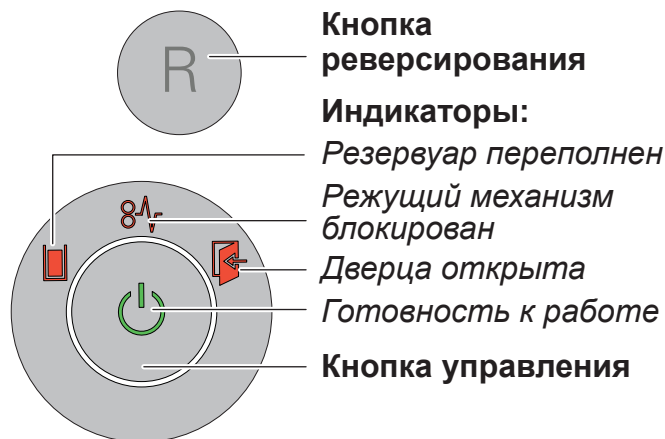 R
Кнопка
реверсирования
Индикаторы:
Резервуар переполнен
Режущий механизм
блокирован
Дверца открыта
Готовность к работе
Кнопка управления